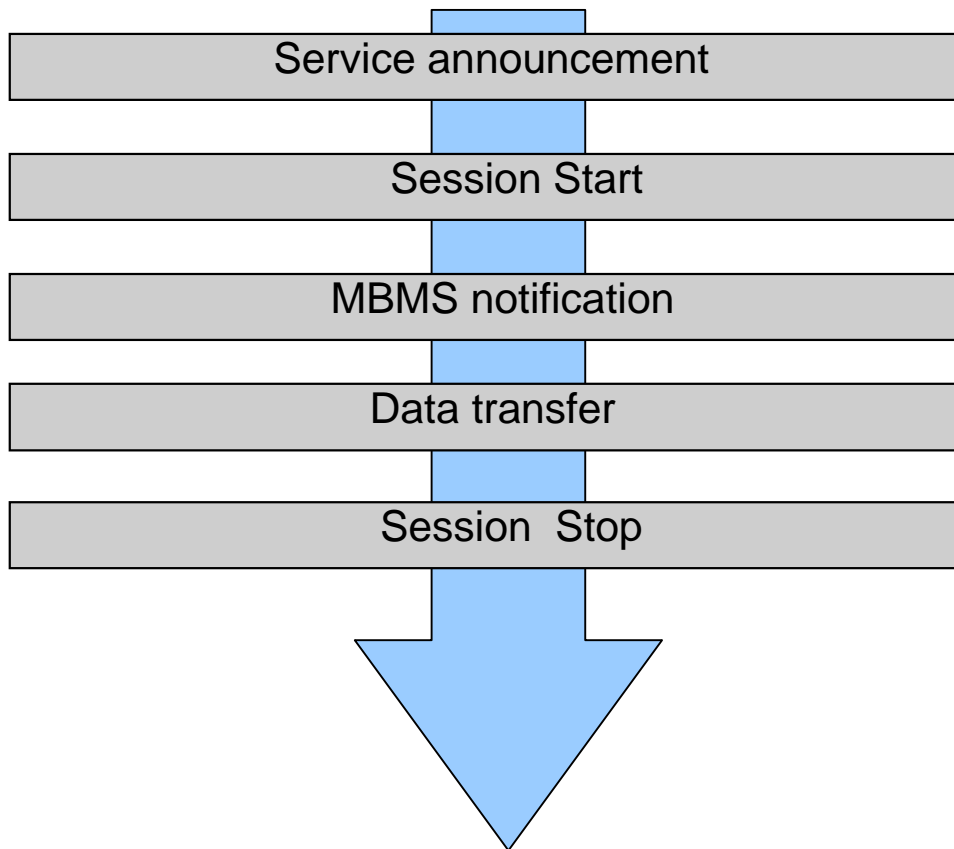 Service announcement
Session Start
MBMS notification
Data transfer
Session  Stop